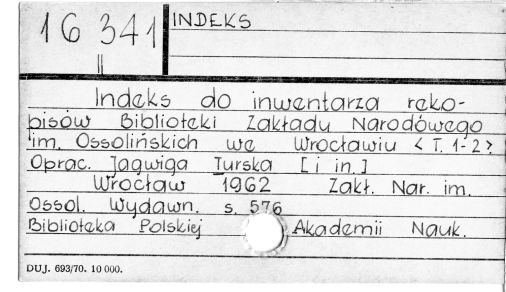 16 341
INDEKS
II
Indeks do inwentarza ręko-
pisów Biblioteki Zakładu Narodowego
im. Ossolińskich we Wrocławiu <T. 1-2>
Oprac. Jagwiga Turska [i in.]
Wrocław 1962 Zakł. Nar. im.
Ossol. Wydawn. s. 576
Biblioteka Polskiej Akademii Nauk.
DUJ. 693/70. 10 000.